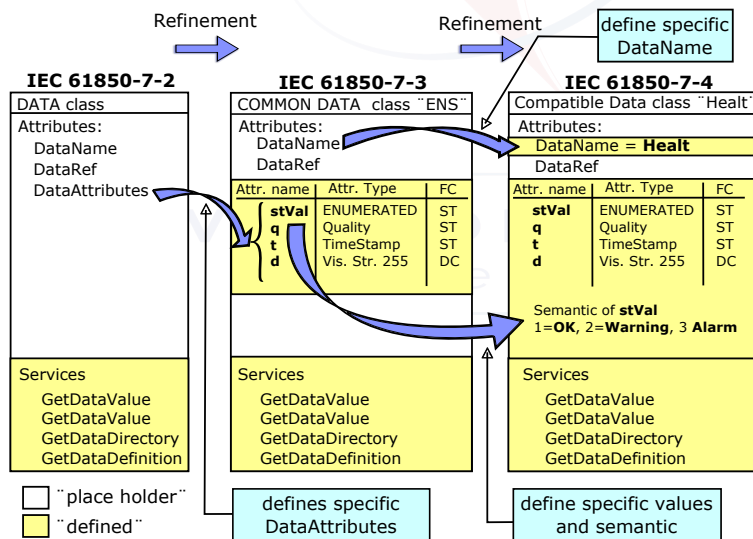 Refinement
Refinement
define specific
DataName
IEC 61850-7-2
DATA class
Attributes:
DataName
DataRef
DataAttributes
Services
GetDataValue
GetDataValue
GetDataDirectory
GetDataDefinition
IEC 61850-7-3
COMMON DATA class ¨ENS¨
Attributes:
DataName
DataRef
Attr. name Attr. Type FC
stVal ENUMERATED ST
q Quality ST
t TimeStamp ST
d Vis. Str. 255 DC
Services
GetDataValue
GetDataValue
GetDataDirectory
GetDataDefinition
IEC 61850-7-4
Compatible Data class ¨Healt¨
Attributes:
DataName = Healt
DataRef
Attr. name Attr. Type FC
stVal ENUMERATED ST
q Quality ST
t TimeStamp ST
d Vis. Str. 255 DC
Semantic of stVal
1=OK, 2=Warning, 3 Alarm
Services
GetDataValue
GetDataValue
GetDataDirectory
GetDataDefinition
¨place holder¨
¨defined¨
defines specific
DataAttributes
define specific values
and semantic